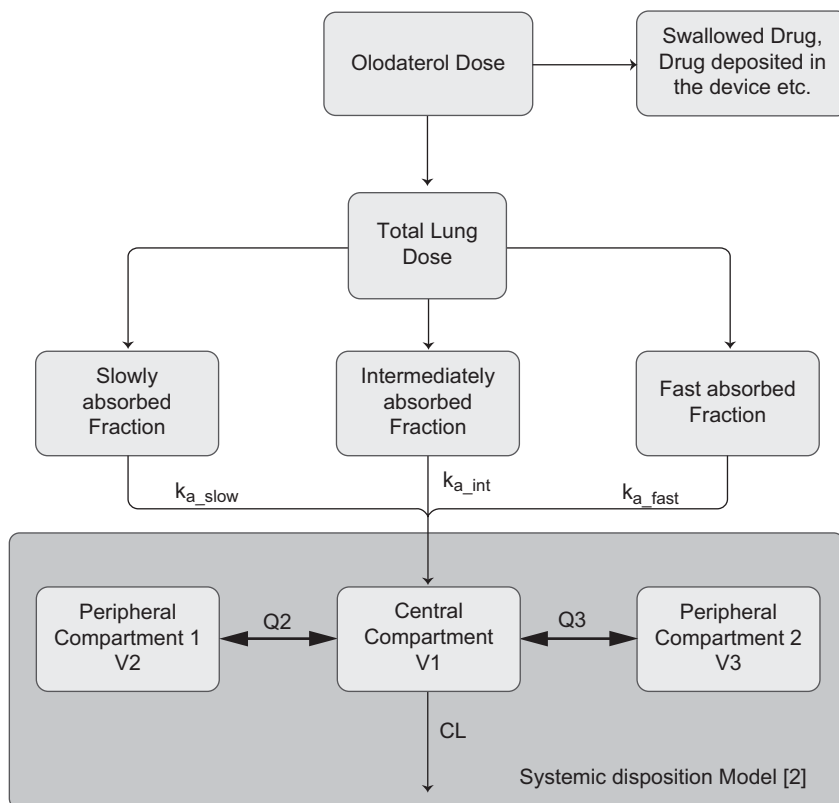 Olodaterol Dose
Swallowed Drug,
Drug deposited in
the device etc.
Total Lung
Dose
Slowly
absorbed
Fraction
Intermediately
absorbed
Fraction
Fast absorbed
Fraction
ka_slow
ka_int
ka_fast
Peripheral
Compartment 1
V2
Q2
Central
Compartment
V1
Q3
Peripheral
Compartment 2
V3
CL
Systemic disposition Model [2]